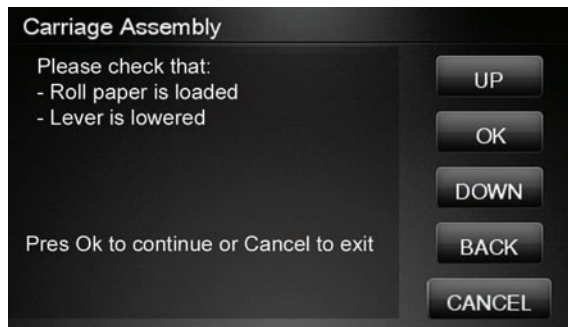 Carriage Assembly
Please check that:
- Roll paper is loaded
- Lever is lowered
Pres Ok to continue or Cancel to exit
UP
OK
DOWN
BACK
CANCEL